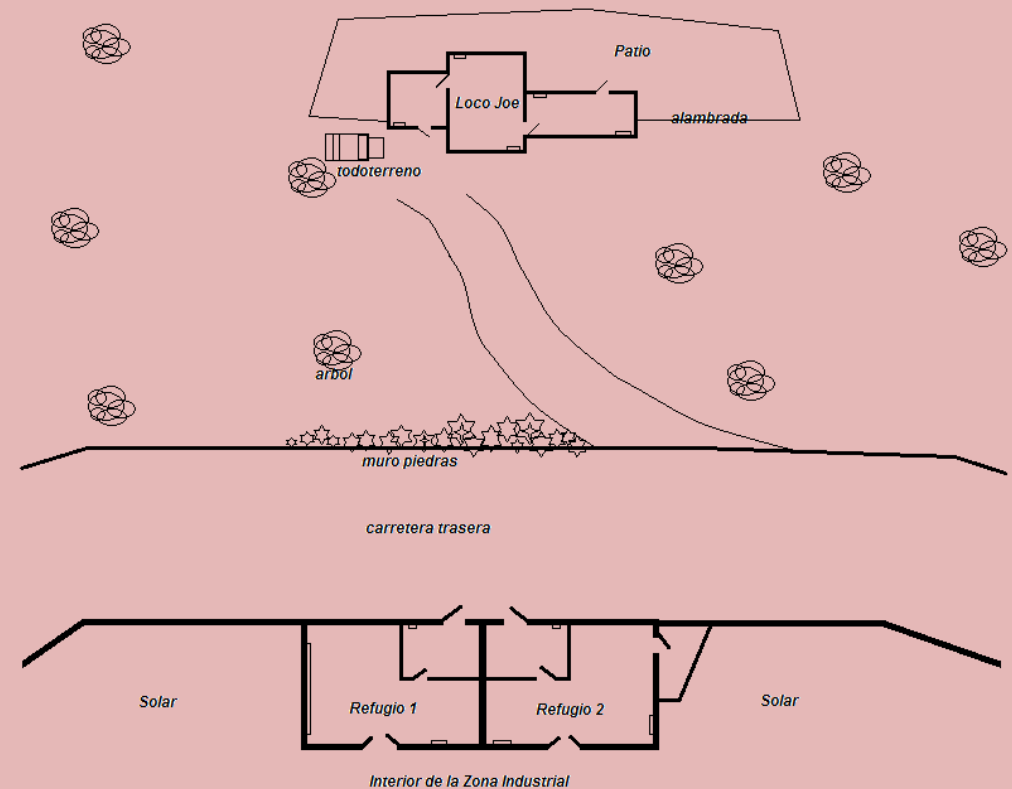 Patio
Loco Joe
alambrada
todoterreno
arbol
muro piedras
carretera trasera
Solar
Refugio 1
Refugio 2
Solar
Interior de la Zona Industrial